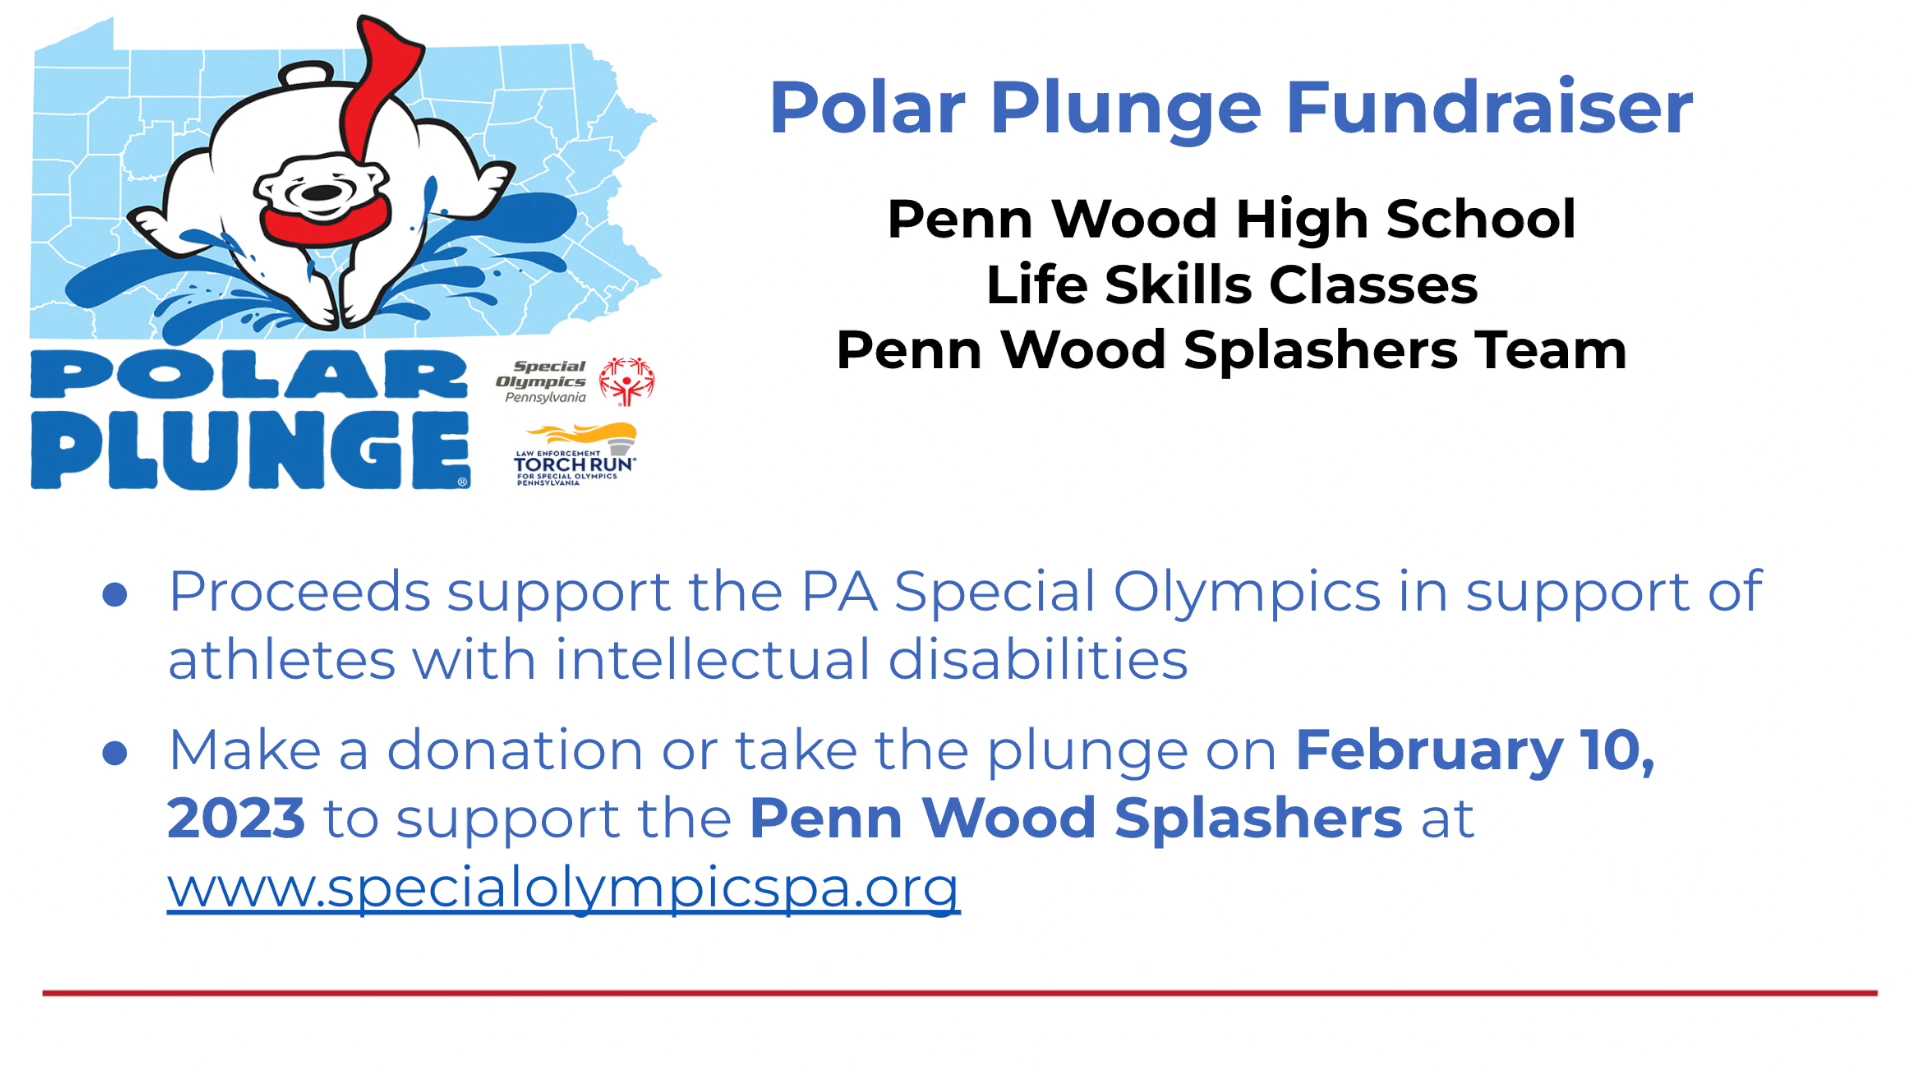 Polar Plunge Fundraiser
Penn Wood High School
Life Skills Classes
Penn Wood Splashers Team
POLAR
PLUNGE®
Special
Olympics
Pennsylvania
LAW ENFORCEMENT
TORCH RUN®
FOR SPECIAL OLYMPICS
PENNSYLVANIA
● Proceeds support the PA Special Olympics in support of
athletes with intellectual disabilities
● Make a donation or take the plunge on February 10,
2023 to support the Penn Wood Splashers at
www.specialolympicspa.org